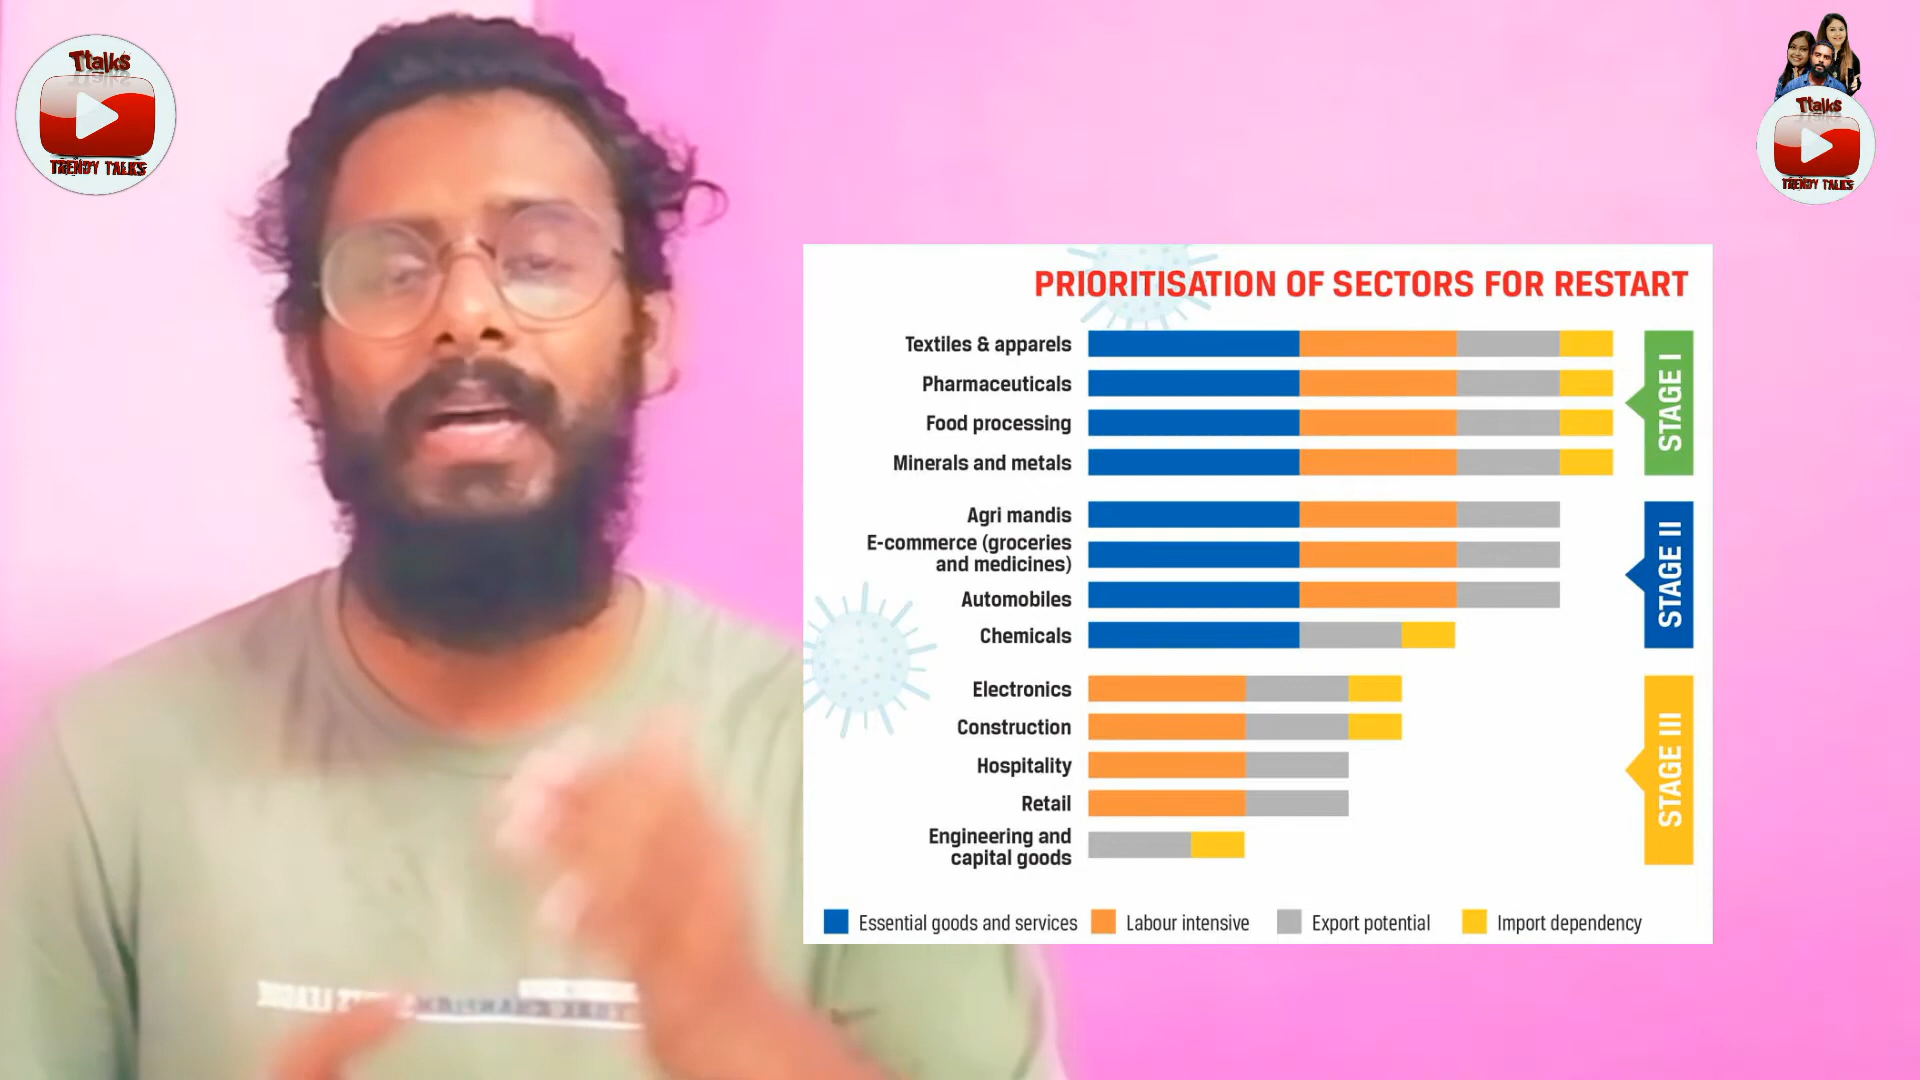 Ttalks
TRENDY TALKS
Ttalks
TRENDY TALKS
PRIORITISATION OF SECTORS FOR RESTART
Textiles & apparels
Pharmaceuticals
Food processing
Minerals and metals
STAGE I
Agri mandis
E-commerce (groceries
and medicines)
Automobiles
Chemicals
STAGE II
Electronics
Construction
Hospitality
Retail
Engineering and
capital goods
STAGE III
Essential goods and services
Labour intensive
Export potential
Import dependency